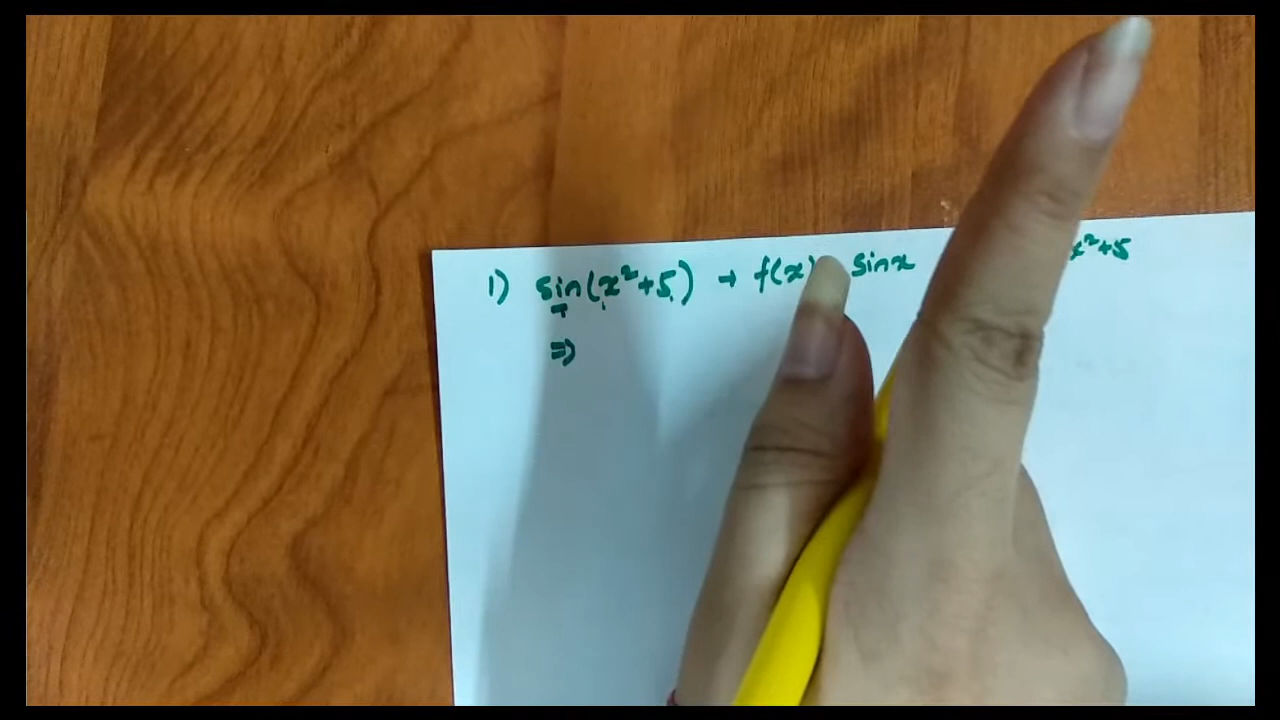 1) sin(x²+5) → f(x) sinx x²+5
⇒